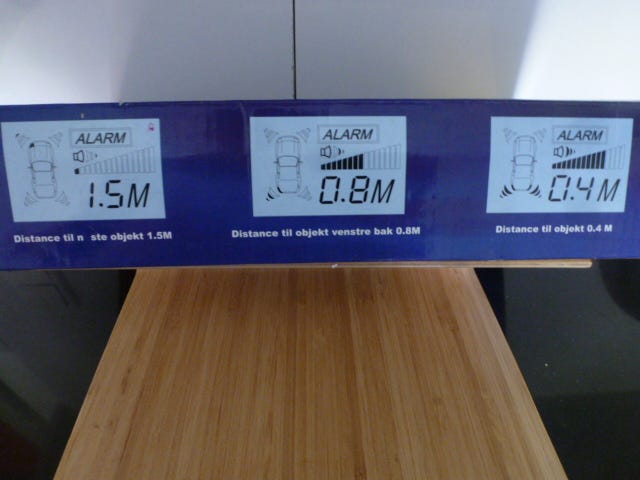 ALARM
1.5M
Distance til n ste objekt 1.5M
ALARM
0.8M
Distance til objekt venstre bak 0.8M
ALARM
0.4M
Distance til objekt 0.4 M